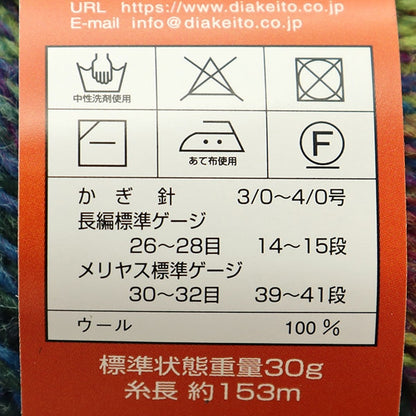 URL https://www.diakeito.co.jp
E-mail info@diakeito.co.jp
中性洗剤使用
あて布使用
F
かぎ針 3/0～4/0号
長編標準ゲージ
26～28目 14～15段
メリヤス標準ゲージ
30～32目 39～41段
ウール 100%
標準状態重量30g
糸長 約153m